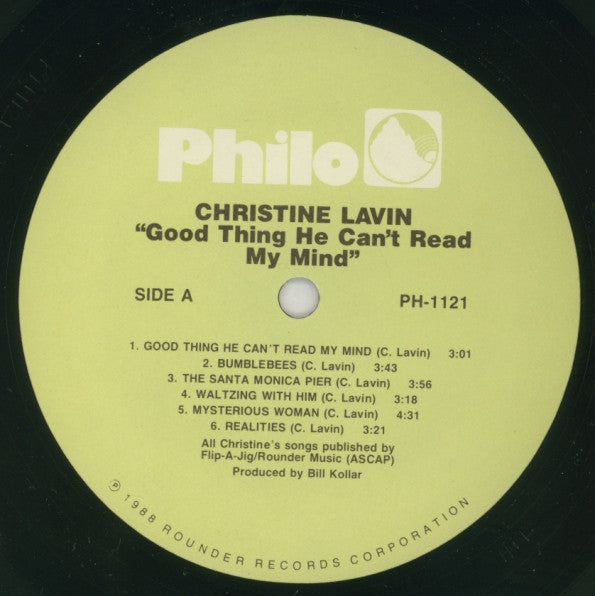 Philo
CHRISTINE LAVIN
"Good Thing He Can't Read
My Mind"
SIDE A PH-1121
1. GOOD THING HE CAN'T READ MY MIND (C. Lavin) 3:01
2. BUMBLEBEES (C. Lavin) 3:43
3. THE SANTA MONICA PIER (C. Lavin) 3:56
4. WALTZING WITH HIM (C. Lavin) 3:18
5. MYSTERIOUS WOMAN (C. Lavin) 4:31
6. REALITIES (C. Lavin) 3:21
All Christine's songs published by
Flip-A-Jig/Rounder Music (ASCAP)
Produced by Bill Kollar
℗ 1988 ROUNDER RECORDS CORPORATION